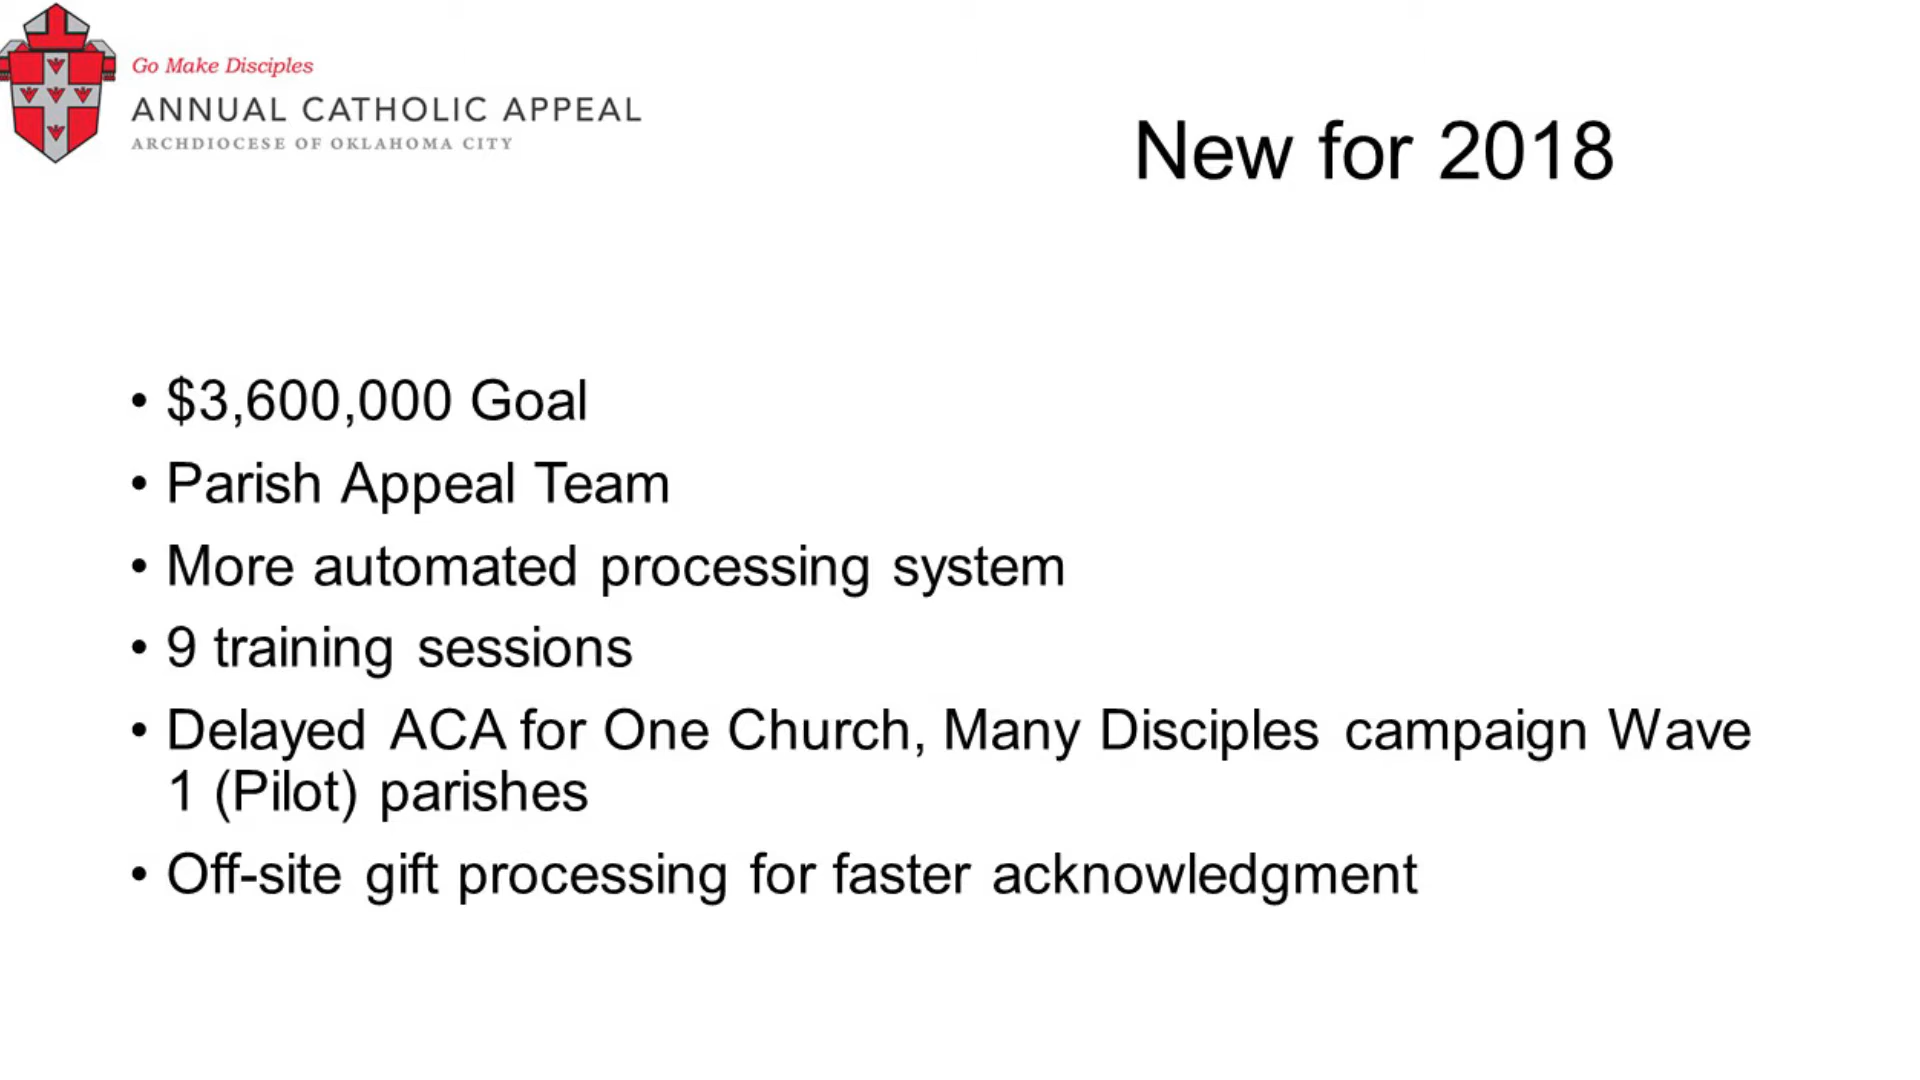 Go Make Disciples
ANNUAL CATHOLIC APPEAL
ARCHDIOCESE OF OKLAHOMA CITY
New for 2018
• $3,600,000 Goal
• Parish Appeal Team
• More automated processing system
• 9 training sessions
• Delayed ACA for One Church, Many Disciples campaign Wave
1 (Pilot) parishes
• Off-site gift processing for faster acknowledgment